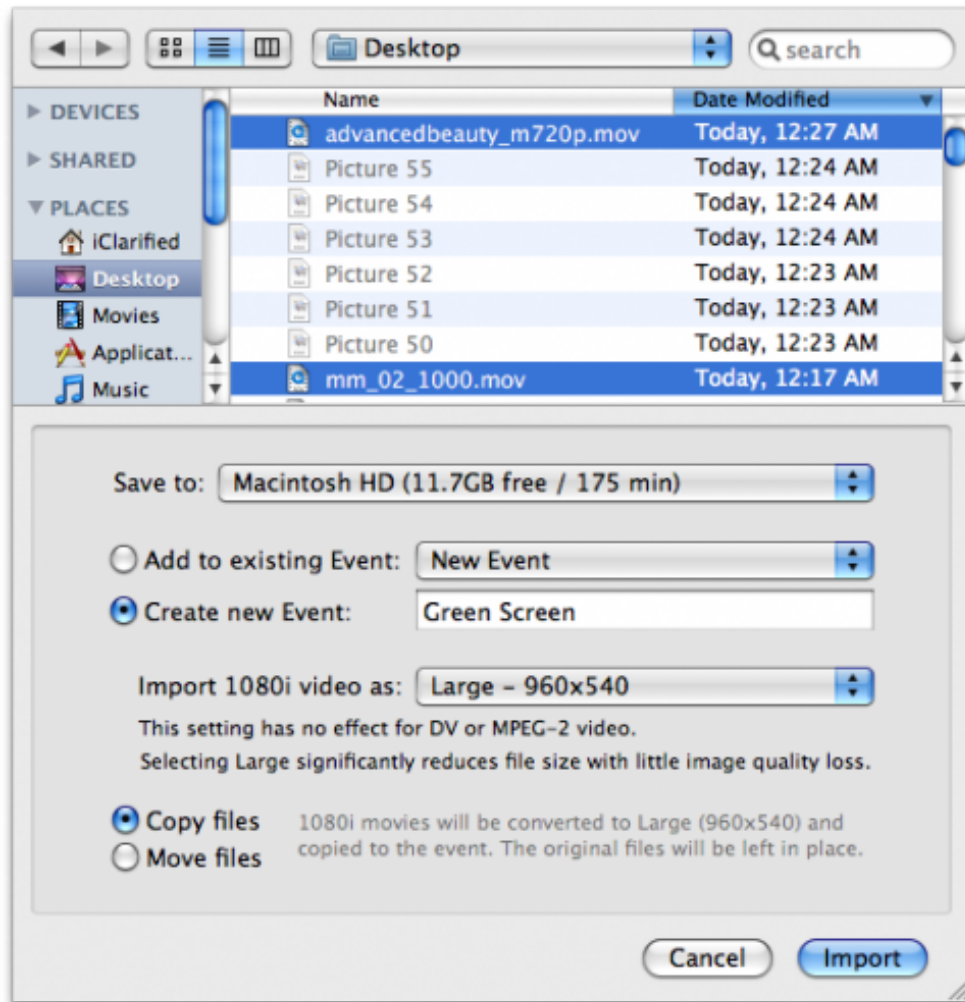 Desktop
search
DEVICES
SHARED
PLACES
iClarified
Desktop
Movies
Applicat...
Music
Name Date Modified
advancedbeauty_m720p.mov Today, 12:27 AM
Picture 55 Today, 12:24 AM
Picture 54 Today, 12:24 AM
Picture 53 Today, 12:24 AM
Picture 52 Today, 12:23 AM
Picture 51 Today, 12:23 AM
Picture 50 Today, 12:23 AM
mm_02_1000.mov Today, 12:17 AM
Save to: Macintosh HD (11.7GB free / 175 min)
Add to existing Event: New Event
Create new Event: Green Screen
Import 1080i video as: Large – 960x540
This setting has no effect for DV or MPEG-2 video.
Selecting Large significantly reduces file size with little image quality loss.
Copy files
Move files
1080i movies will be converted to Large (960x540) and
copied to the event. The original files will be left in place.
Cancel Import